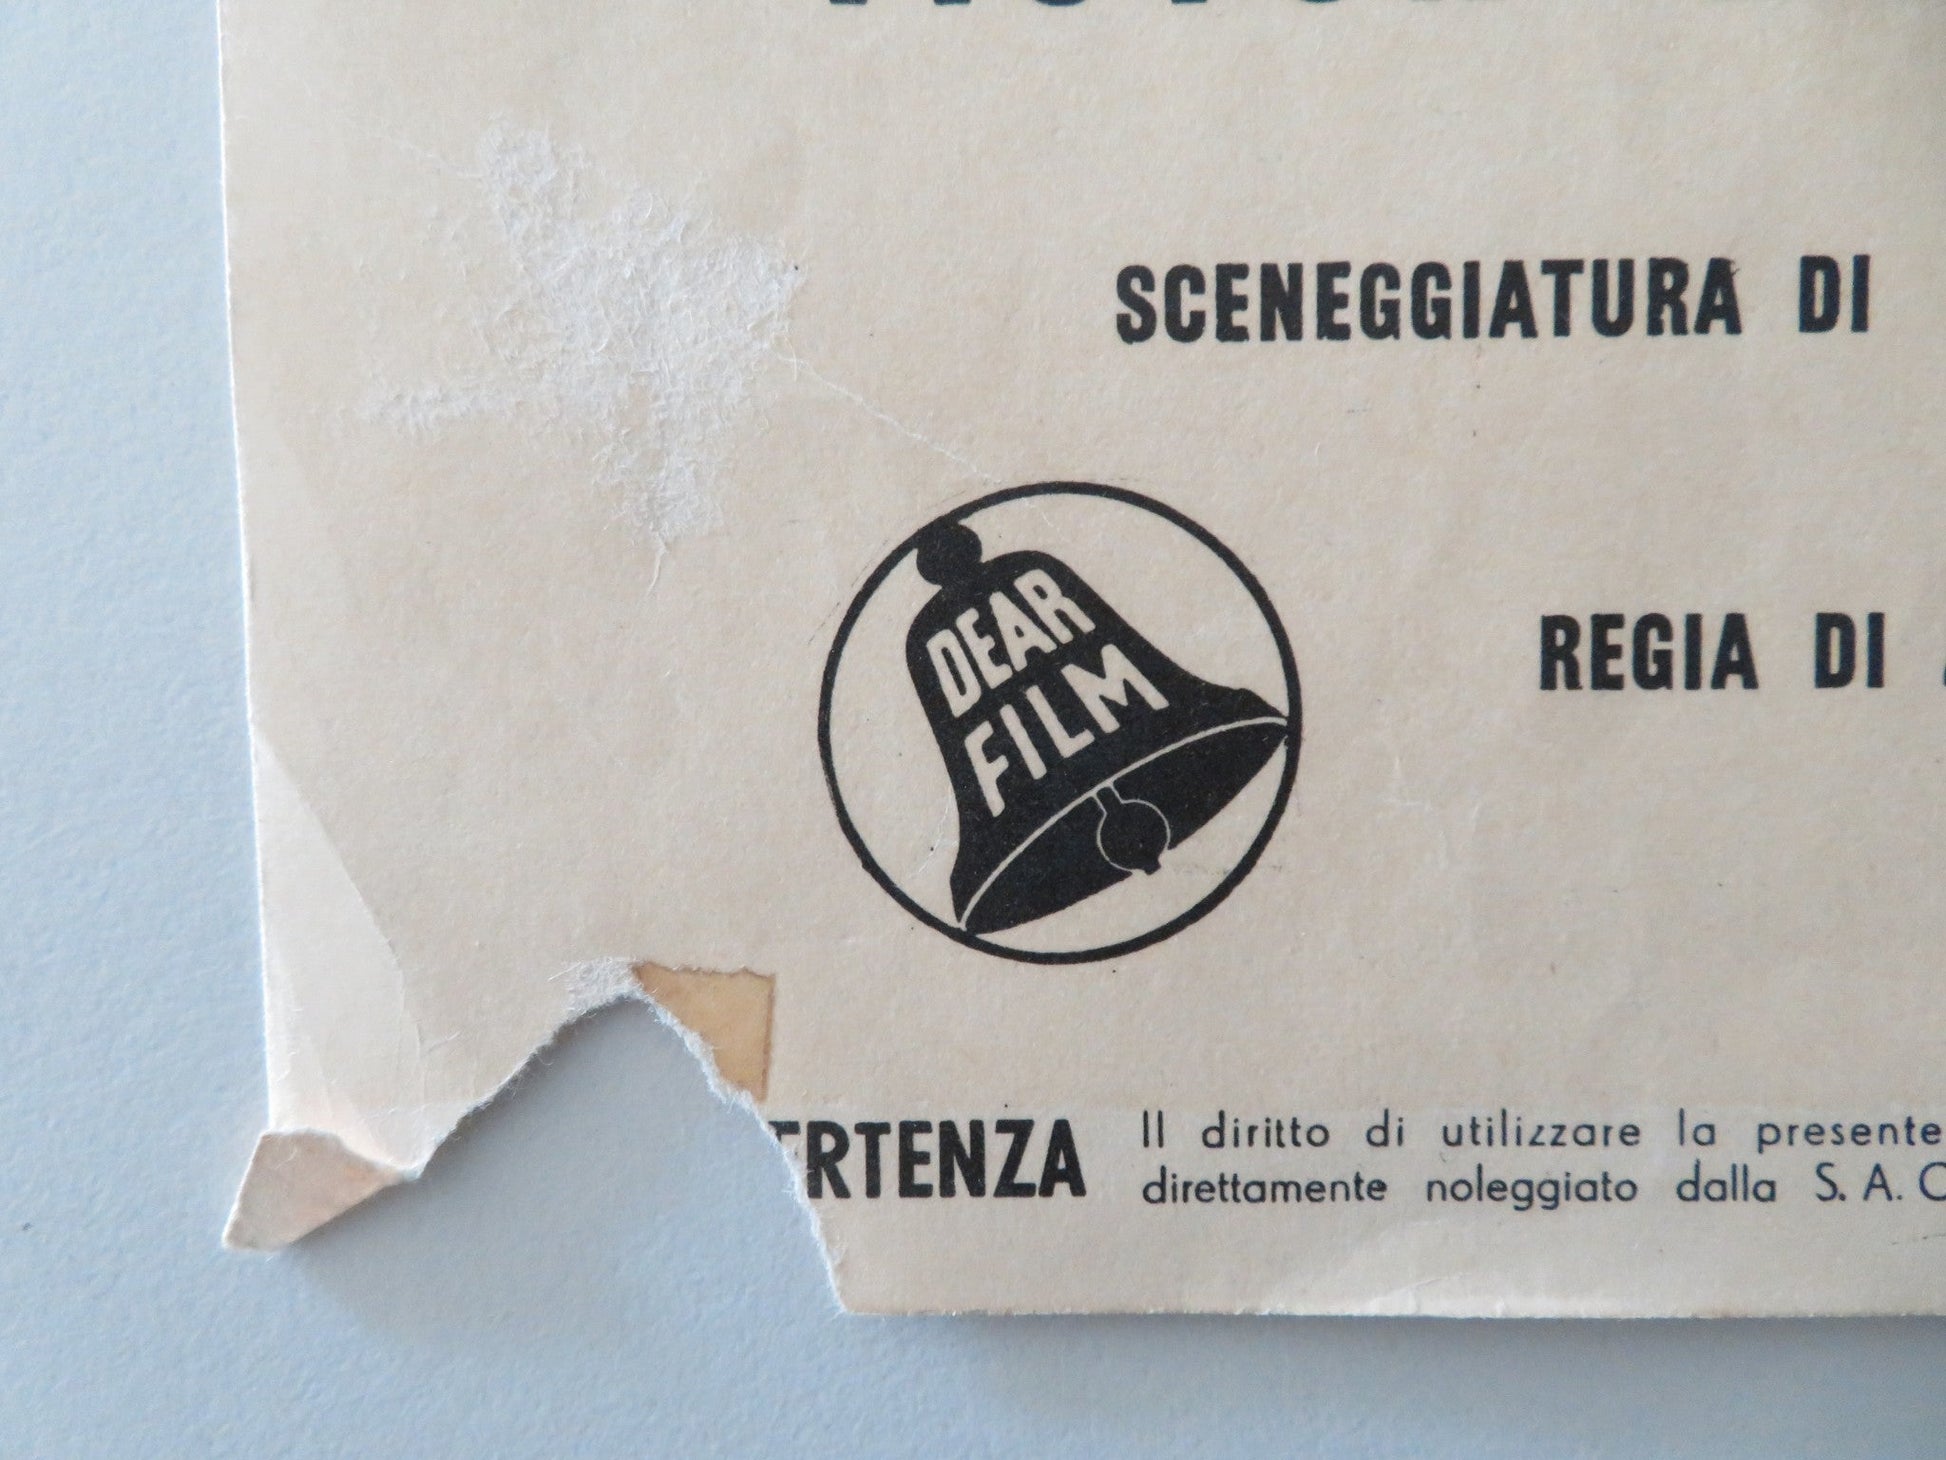 SCENEGGIATURA DI
DEAR
FILM
REGIA DI
ERTENZA
Il diritto di utilizzare la presente
direttamente noleggiato dalla S. A. C